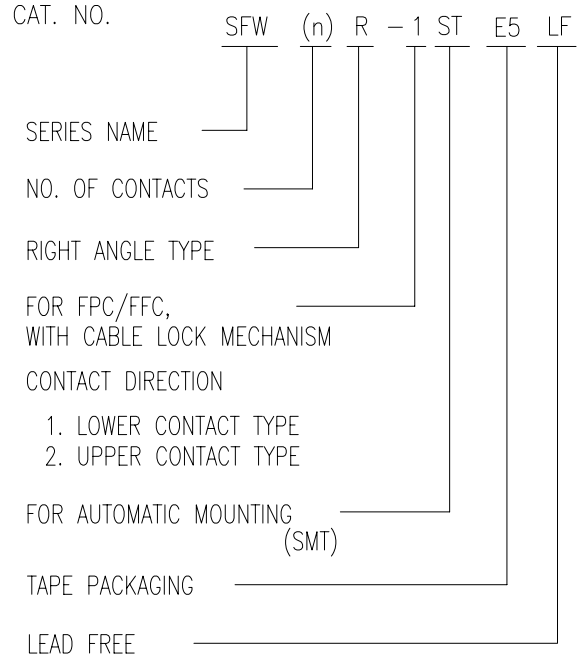 CAT. NO.
SFW (n) R - 1 ST E5 LF
SERIES NAME
NO. OF CONTACTS
RIGHT ANGLE TYPE
FOR FPC/FFC,
WITH CABLE LOCK MECHANISM
CONTACT DIRECTION
1. LOWER CONTACT TYPE
2. UPPER CONTACT TYPE
FOR AUTOMATIC MOUNTING
(SMT)
TAPE PACKAGING
LEAD FREE